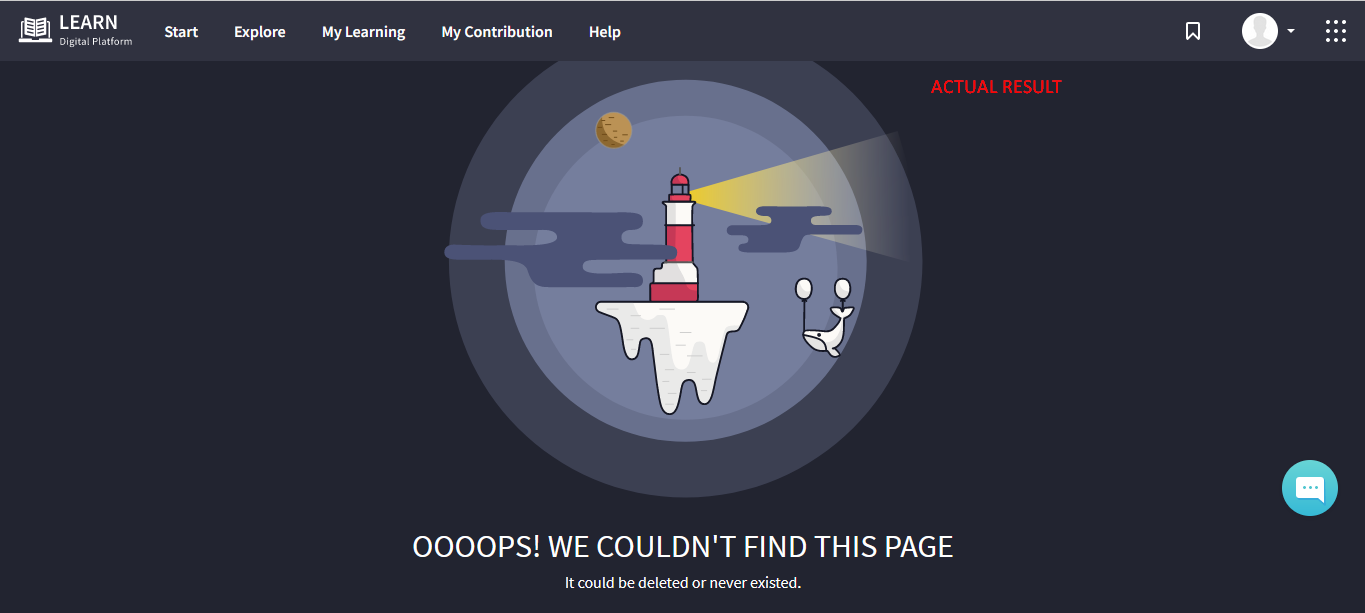 LEARN
Digital Platform
Start Explore My Learning My Contribution Help
ACTUAL RESULT
OOOOPS! WE COULDN'T FIND THIS PAGE
It could be deleted or never existed.